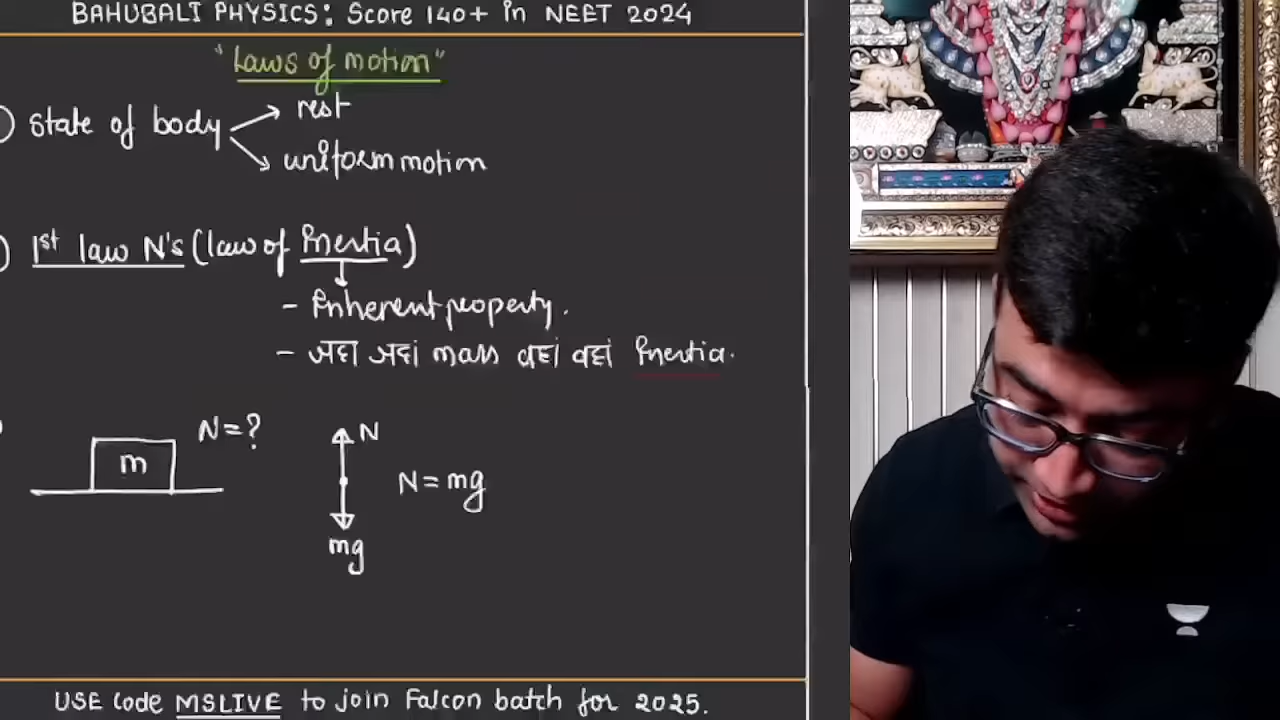 BAHUBALI PHYSICS: Score 140+ in NEET 2024
"Laws of motion"
state of body
rest
uniform motion
1st law N's (law of Inertia)
- Inherent property.
- जहां जहां mass वहां वहां Inertia.
m
N=?
N
mg
N=mg
USE Code MSLIVE to join Falcon batch for 2025.